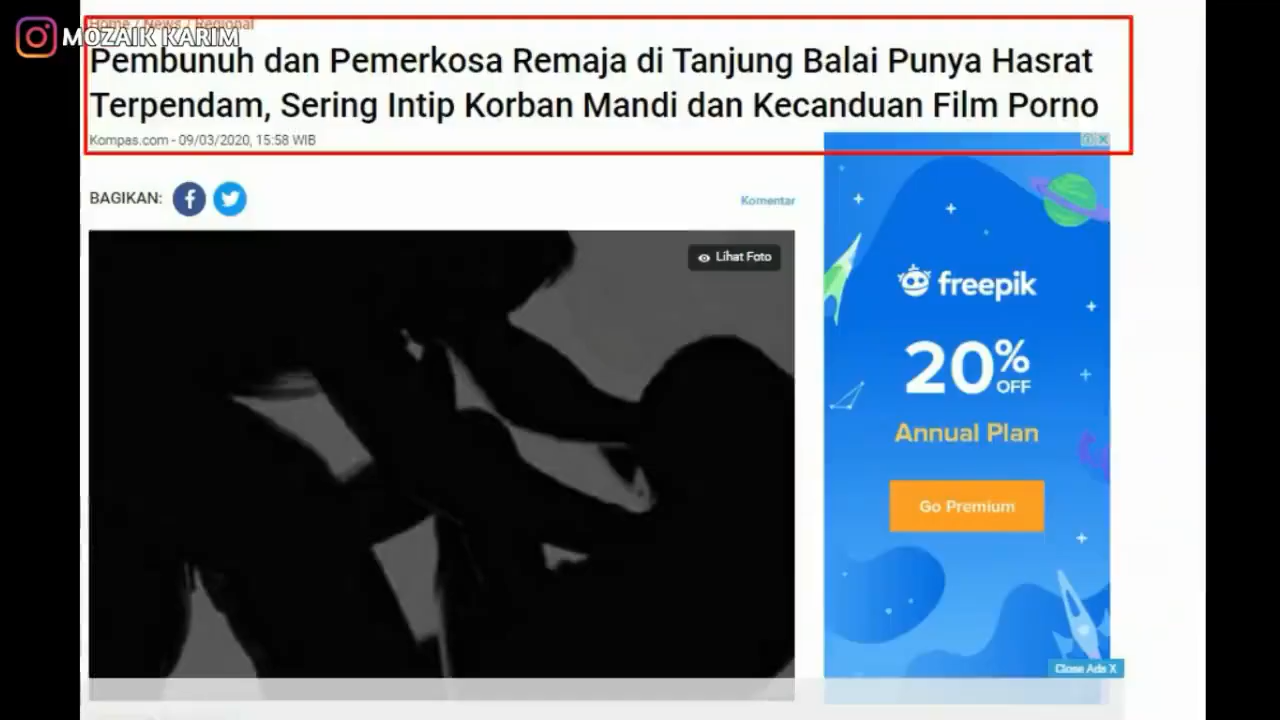 Home / News / Regional
MOZAIK KARIM
Pembunuh dan Pemerkosa Remaja di Tanjung Balai Punya Hasrat
Terpendam, Sering Intip Korban Mandi dan Kecanduan Film Porno
Kompas.com - 09/03/2020, 15:58 WIB
BAGIKAN:
Komentar
Lihat Foto
freepik
20% OFF
Annual Plan
Go Premium
Close Ads X